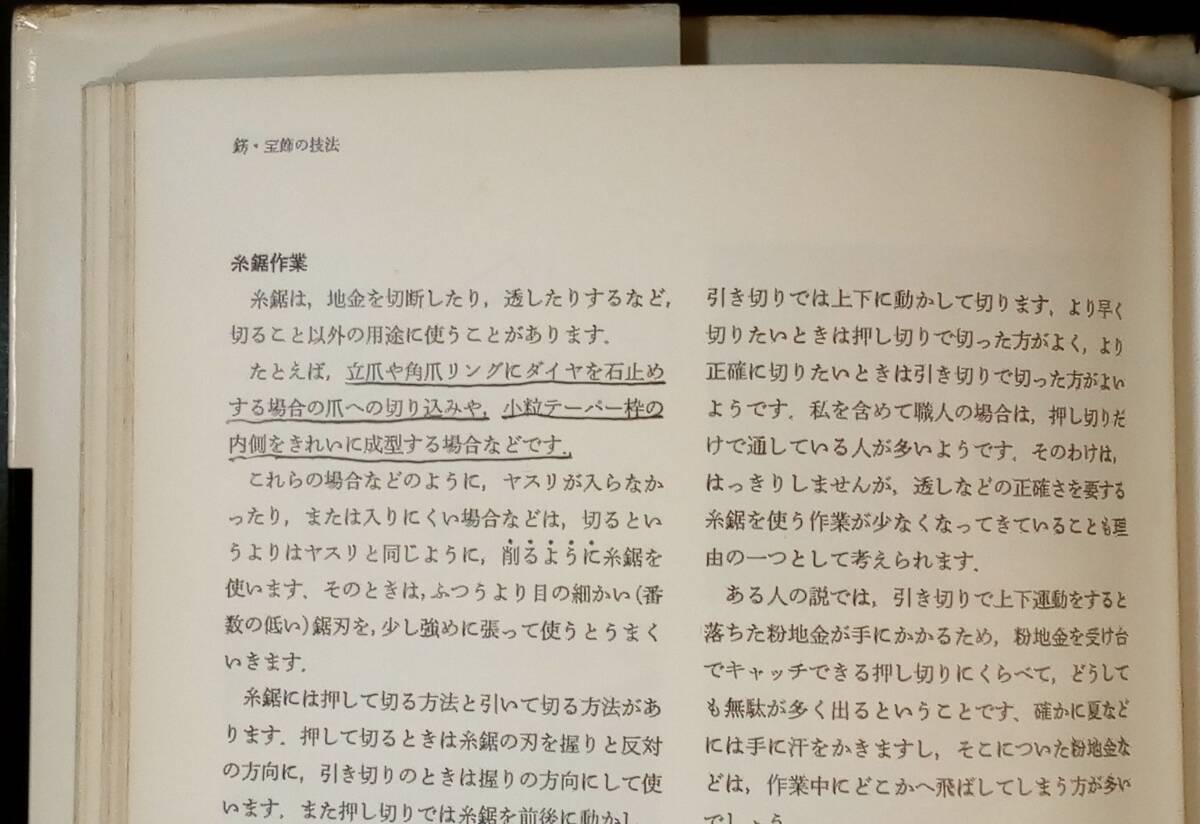 錺・宝飾の技法
糸鋸作業
糸鋸は，地金を切断したり，透したりするなど，
切ること以外の用途に使うことがあります．
たとえば，立爪や角爪リングにダイヤを石止め
する場合の爪への切り込みや，小粒テーパー枠の
内側をきれいに成型する場合などです．
これらの場合などのように，ヤスリが入らなか
ったり，または入りにくい場合などは，切るとい
うよりはヤスリと同じように，削るように糸鋸を
使います．そのときは，ふつうより目の細かい（番
数の低い）鋸刃を，少し強めに張って使うとうまく
いきます．
糸鋸には押して切る方法と引いて切る方法があ
ります．押して切るときは糸鋸の刃を握りと反対
の方向に，引き切りのときは握りの方向にして使
います．また押し切りでは糸鋸を前後に動かし，
引き切りでは上下に動かして切ります．より早く
切りたいときは押し切りで切った方がよく，より
正確に切りたいときは引き切りで切った方がよい
ようです．私を含めて職人の場合は，押し切りだ
けで通している人が多いようです．そのわけは，
はっきりしませんが，透しなどの正確さを要する
糸鋸を使う作業が少なくなってきていることも理
由の一つとして考えられます．
ある人の説では，引き切りで上下運動をすると
落ちた粉地金が手にかかるため，粉地金を受け台
でキャッチできる押し切りにくらべて，どうして
も無駄が多く出るということです．確かに夏など
には手に汗をかきますし，そこについた粉地金な
どは，作業中にどこかへ飛ばしてしまう方が多い
でしょう．